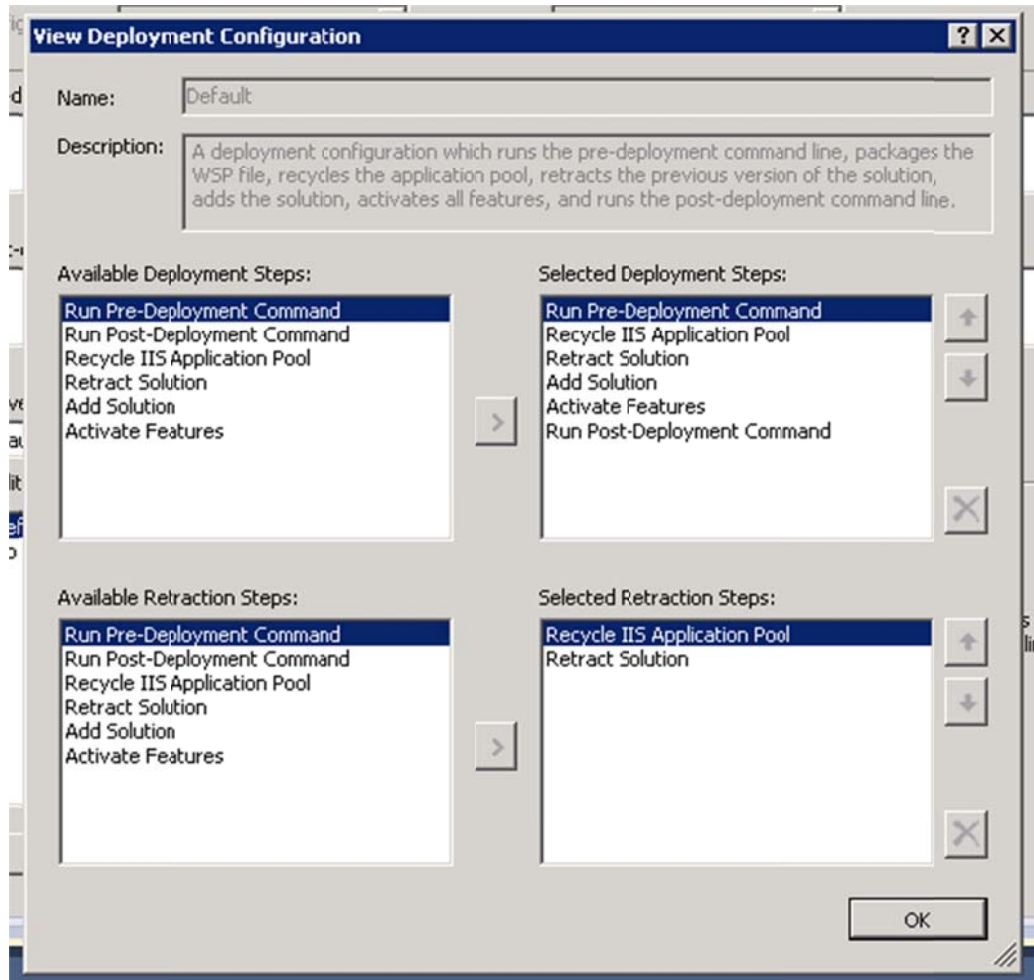 View Deployment Configuration
Name:
Default
Description:
A deployment configuration which runs the pre-deployment command line, packages the
WSP file, recycles the application pool, retracts the previous version of the solution,
adds the solution, activates all features, and runs the post-deployment command line.
Available Deployment Steps:
Run Pre-Deployment Command
Run Post-Deployment Command
Recycle IIS Application Pool
Retract Solution
Add Solution
Activate Features
>
Selected Deployment Steps:
Run Pre-Deployment Command
Recycle IIS Application Pool
Retract Solution
Add Solution
Activate Features
Run Post-Deployment Command
Available Retraction Steps:
Run Pre-Deployment Command
Run Post-Deployment Command
Recycle IIS Application Pool
Retract Solution
Add Solution
Activate Features
>
Selected Retraction Steps:
Recycle IIS Application Pool
Retract Solution
OK